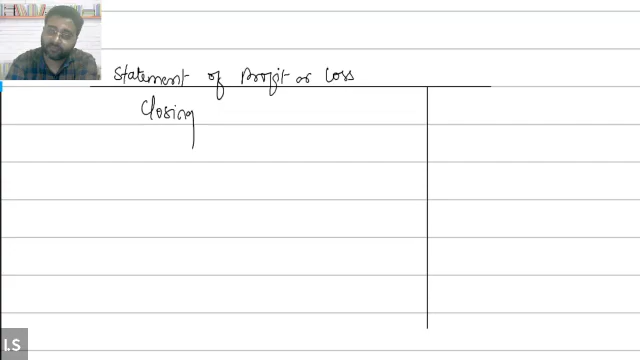 Statement of Profit or Loss
Closing
I.S